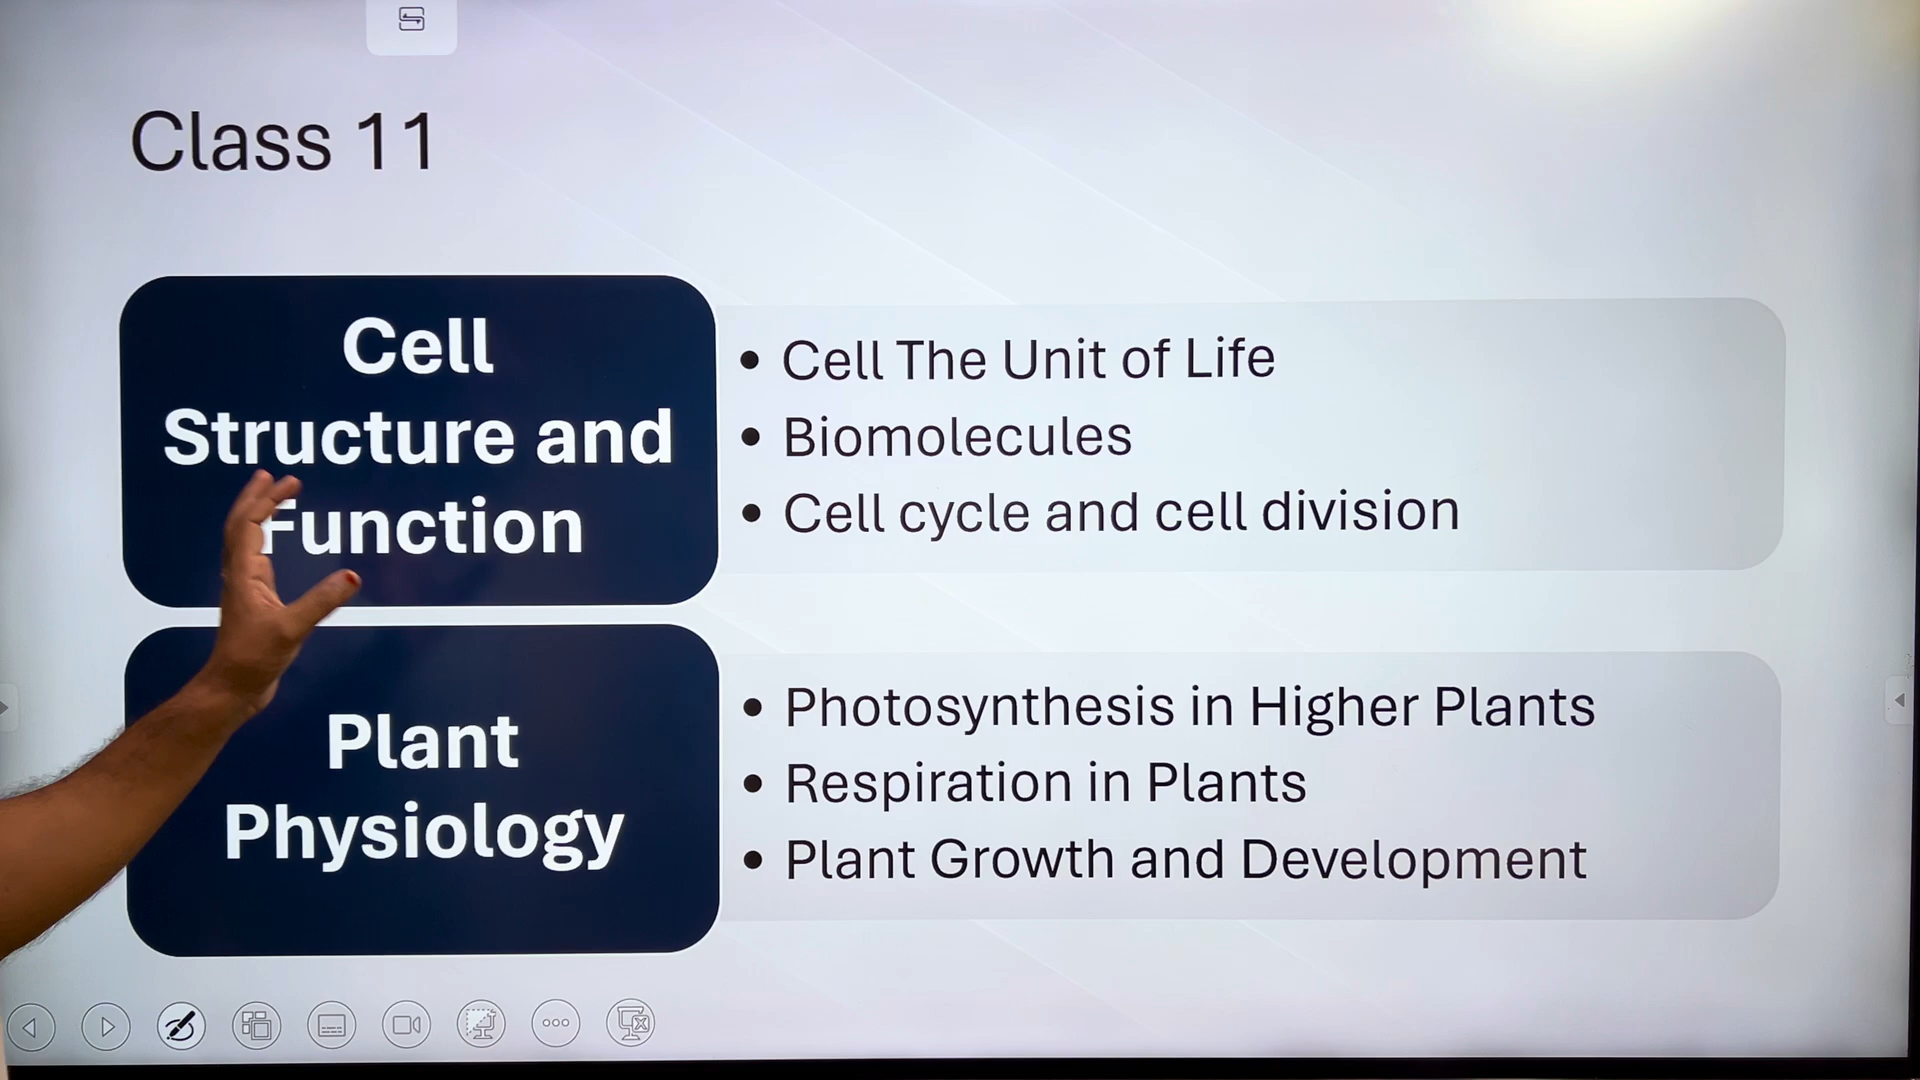 Class 11
Cell
Structure and
Function
• Cell The Unit of Life
• Biomolecules
• Cell cycle and cell division
Plant
Physiology
• Photosynthesis in Higher Plants
• Respiration in Plants
• Plant Growth and Development